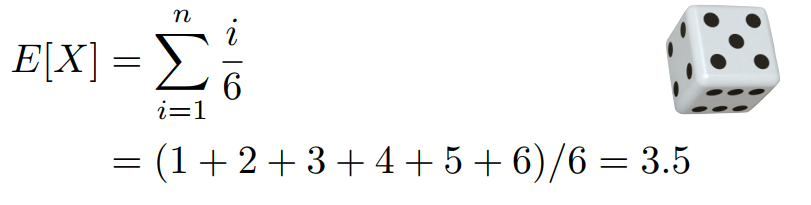 E[X] = \sum_{i=1}^{n} \frac{i}{6}
= (1 + 2 + 3 + 4 + 5 + 6)/6 = 3.5